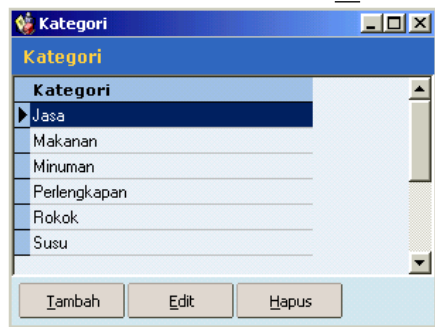 Kategori
Kategori
Kategori
Jasa
Makanan
Minuman
Perlengkapan
Rokok
Susu
Tambah Edit Hapus